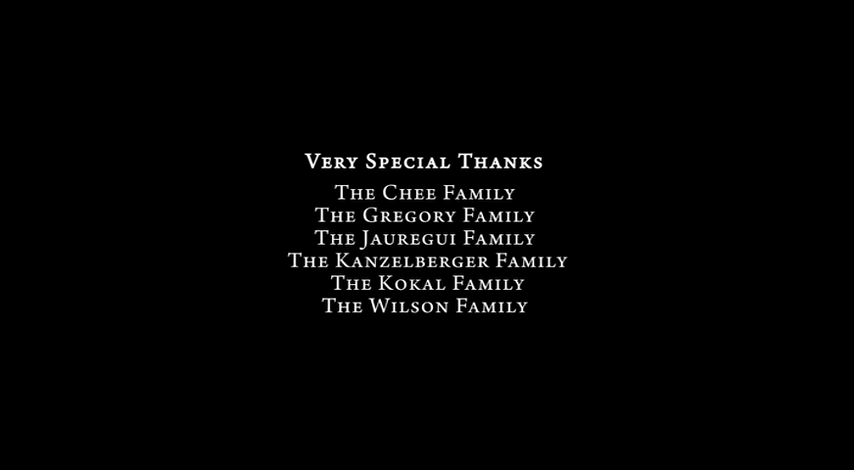 Very Special Thanks
The Chee Family
The Gregory Family
The Jauregui Family
The Kanzelberger Family
The Kokal Family
The Wilson Family